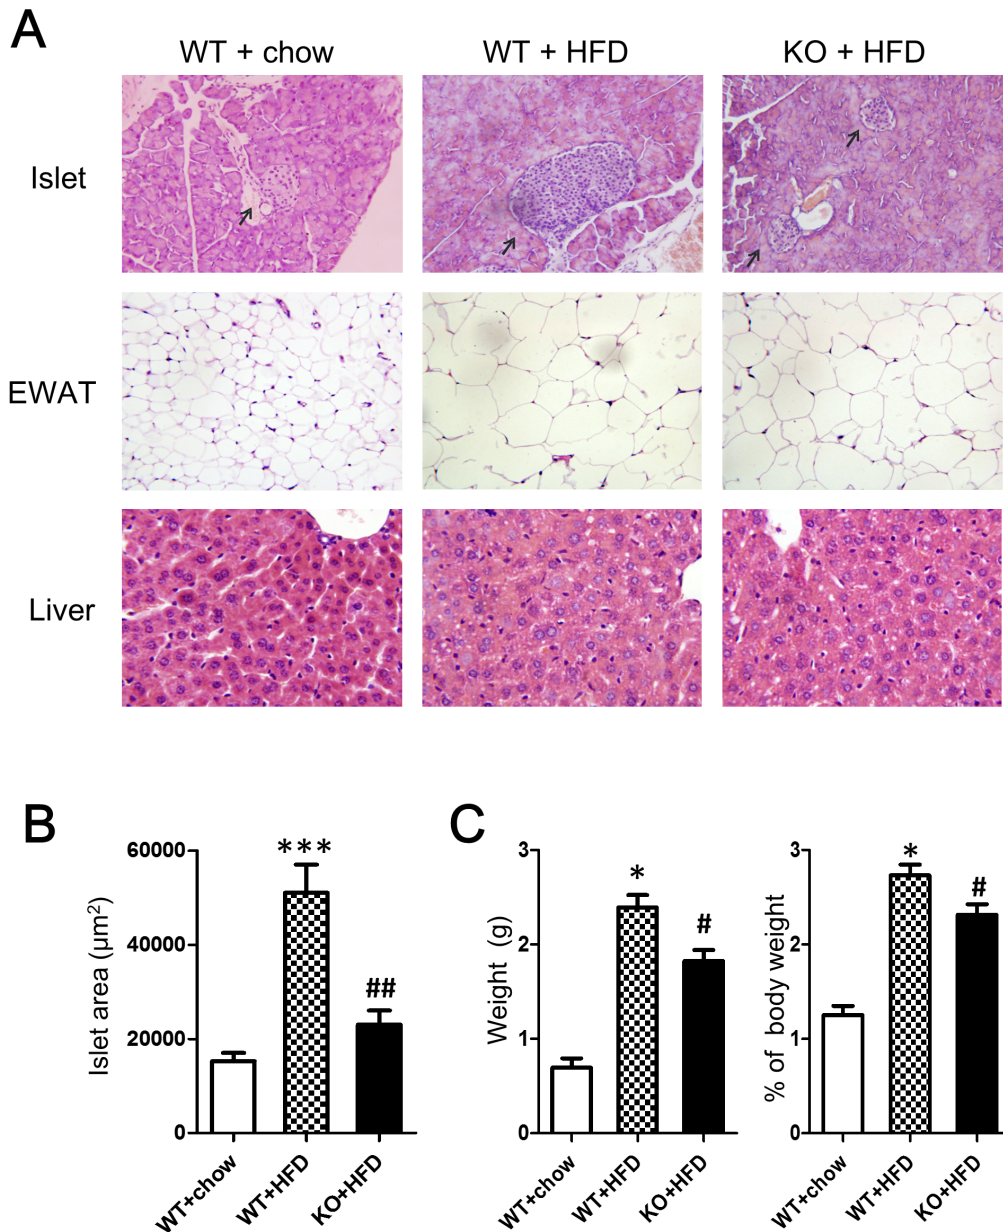 A
WT + chow
WT + HFD
KO + HFD
Islet
EWAT
Liver
B
60000
40000
20000
0
Islet area (µm²)
***
##
WT+chow
WT+HFD
KO+HFD
C
3
2
1
0
Weight (g)
*
#
WT+chow
WT+HFD
KO+HFD
3
2
1
0
% of body weight
*
#
WT+chow
WT+HFD
KO+HFD